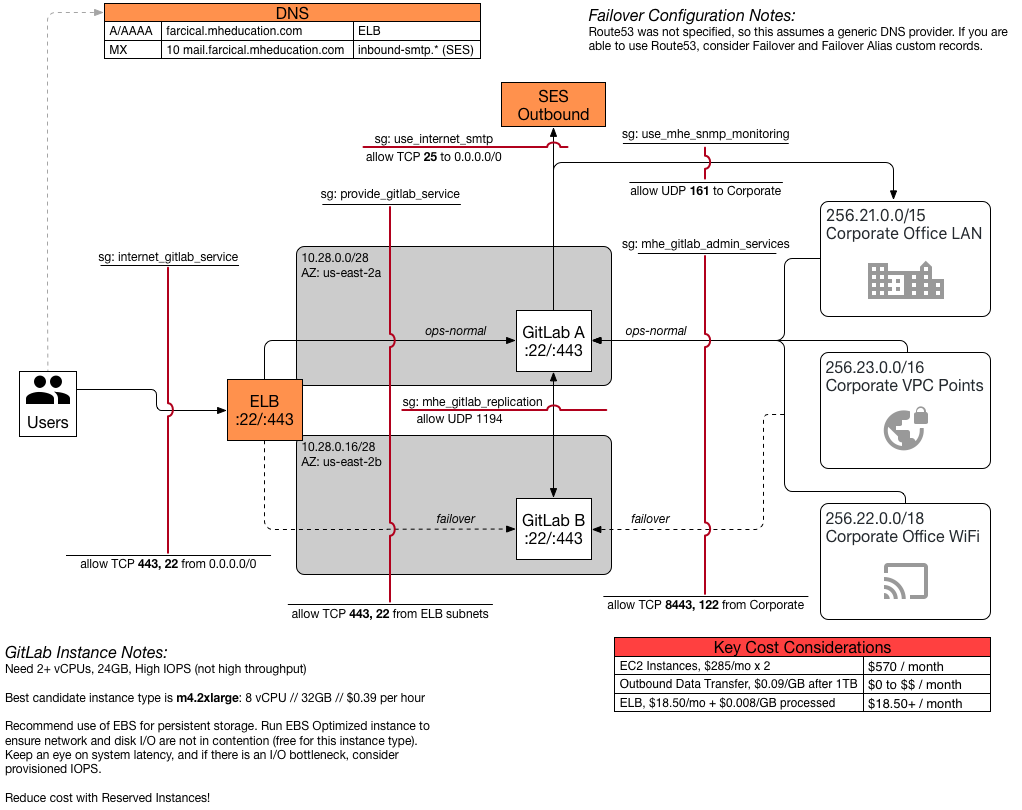 DNS
A/AAAA farcical.mheducation.com ELB
MX 10 mail.farcical.mheducation.com inbound-smtp.* (SES)
Failover Configuration Notes:
Route53 was not specified, so this assumes a generic DNS provider. If you are
able to use Route53, consider Failover and Failover Alias custom records.
SES
Outbound
sg: use_internet_smtp
allow TCP 25 to 0.0.0.0/0
sg: use_mhe_snmp_monitoring
allow UDP 161 to Corporate
sg: provide_gitlab_service
256.21.0.0/15
Corporate Office LAN
sg: internet_gitlab_service
10.28.0.0/28
AZ: us-east-2a
sg: mhe_gitlab_admin_services
ops-normal
GitLab A
:22/:443
ops-normal
256.23.0.0/16
Corporate VPC Points
Users
ELB
:22/:443
sg: mhe_gitlab_replication
allow UDP 1194
10.28.0.16/28
AZ: us-east-2b
failover
GitLab B
:22/:443
failover
256.22.0.0/18
Corporate Office WiFi
allow TCP 443, 22 from 0.0.0.0/0
allow TCP 443, 22 from ELB subnets
allow TCP 8443, 122 from Corporate
GitLab Instance Notes:
Need 2+ vCPUs, 24GB, High IOPS (not high throughput)
Best candidate instance type is m4.2xlarge: 8 vCPU // 32GB // $0.39 per hour
Recommend use of EBS for persistent storage. Run EBS Optimized instance to
ensure network and disk I/O are not in contention (free for this instance type).
Keep an eye on system latency, and if there is an I/O bottleneck, consider
provisioned IOPS.
Reduce cost with Reserved Instances!
Key Cost Considerations
EC2 Instances, $285/mo x 2 $570 / month
Outbound Data Transfer, $0.09/GB after 1TB $0 to $$ / month
ELB, $18.50/mo + $0.008/GB processed $18.50+ / month